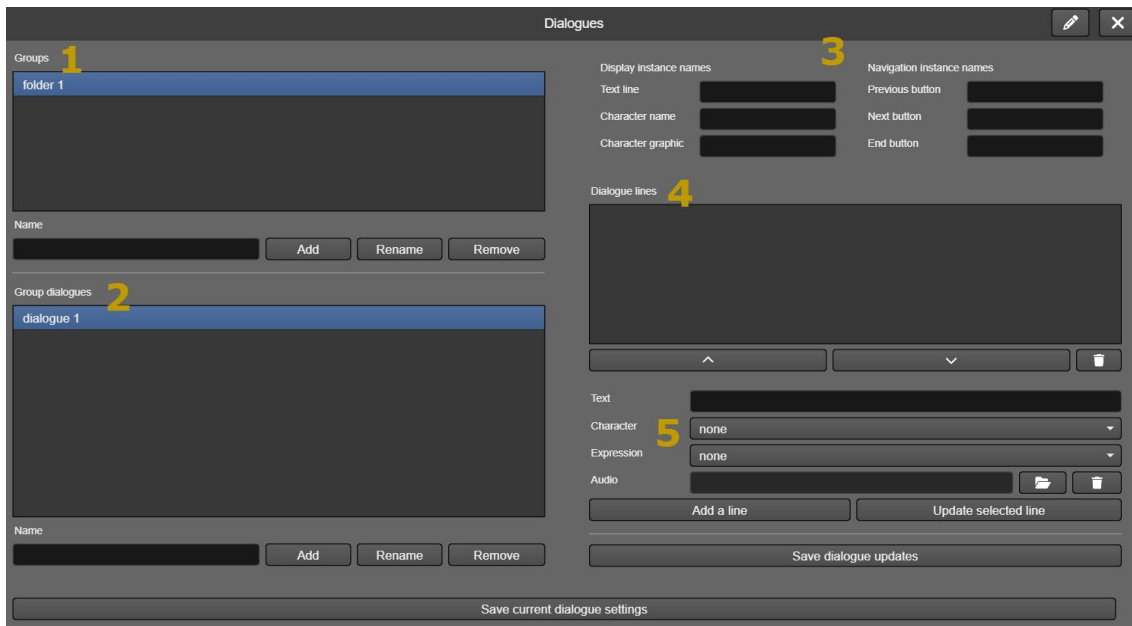 Dialogues
Groups 1
folder 1
Name
Add Rename Remove
Group dialogues 2
dialogue 1
Name
Add Rename Remove
3
Display instance names Navigation instance names
Text line Previous button
Character name Next button
Character graphic End button
Dialogue lines 4
Text
Character 5 none
Expression none
Audio
Add a line Update selected line
Save dialogue updates
Save current dialogue settings